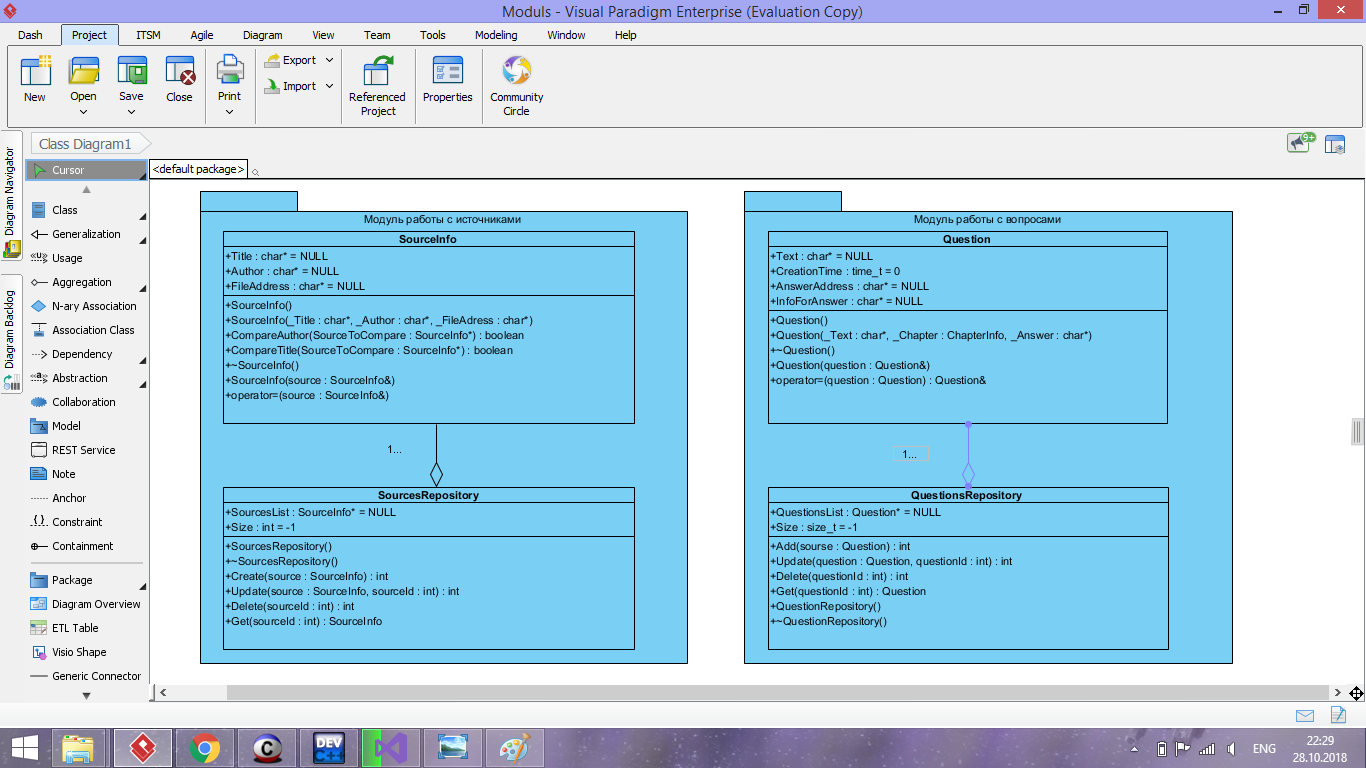 Moduls - Visual Paradigm Enterprise (Evaluation Copy)
Dash Project ITSM Agile Diagram View Team Tools Modeling Window Help
New Open Save Close Print Export Import Referenced Project Properties Community Circle
Class Diagram1
9+
Diagram Navigator
Diagram Backlog
<default package>
Cursor
Class
Generalization
«U» Usage
Aggregation
N-ary Association
Association Class
Dependency
«a» Abstraction
Collaboration
Model
REST Service
Note
Anchor
Constraint
Containment
Package
Diagram Overview
ETL Table
Visio Shape
Generic Connector
Модуль работы с источниками
SourceInfo
+Title : char* = NULL
+Author : char* = NULL
+FileAddress : char* = NULL
+SourceInfo()
+SourceInfo(_Title : char*, _Author : char*, _FileAdress : char*)
+CompareAuthor(SourceToCompare : SourceInfo*) : boolean
+CompareTitle(SourceToCompare : SourceInfo*) : boolean
+~SourceInfo()
+SourceInfo(source : SourceInfo&)
+operator=(source : SourceInfo&)
1...
SourcesRepository
+SourcesList : SourceInfo* = NULL
+Size : int = -1
+SourcesRepository()
+~SourcesRepository()
+Create(source : SourceInfo) : int
+Update(source : SourceInfo, sourceId : int) : int
+Delete(sourceId : int) : int
+Get(sourceId : int) : SourceInfo
Модуль работы с вопросами
Question
+Text : char* = NULL
+CreationTime : time_t = 0
+AnswerAddress : char* = NULL
+InfoForAnswer : char* = NULL
+Question()
+Question(_Text : char*, _Chapter : ChapterInfo, _Answer : char*)
+~Question()
+Question(question : Question&)
+operator=(question : Question) : Question&
1...
QuestionsRepository
+QuestionsList : Question* = NULL
+Size : size_t = -1
+Add(sourse : Question) : int
+Update(question : Question, questionId : int) : int
+Delete(questionId : int) : int
+Get(questionId : int) : Question
+QuestionRepository()
+~QuestionRepository()
DEV C++
ENG
22:29
28.10.2018